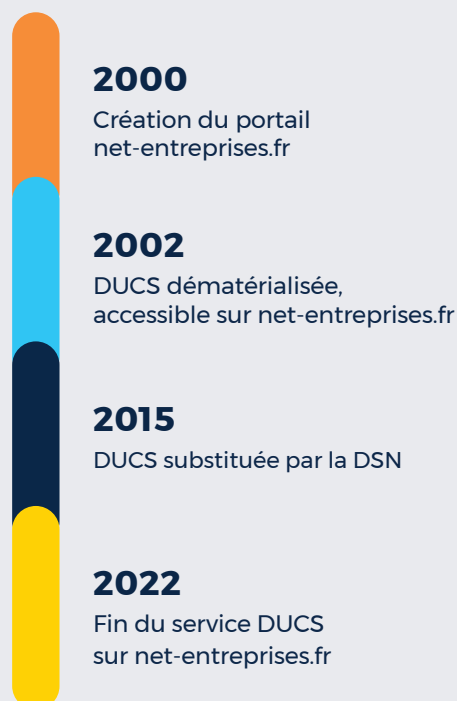 2000
Création du portail
net-entreprises.fr
2002
DUCS dématérialisée,
accessible sur net-entreprises.fr
2015
DUCS substituée par la DSN
2022
Fin du service DUCS
sur net-entreprises.fr